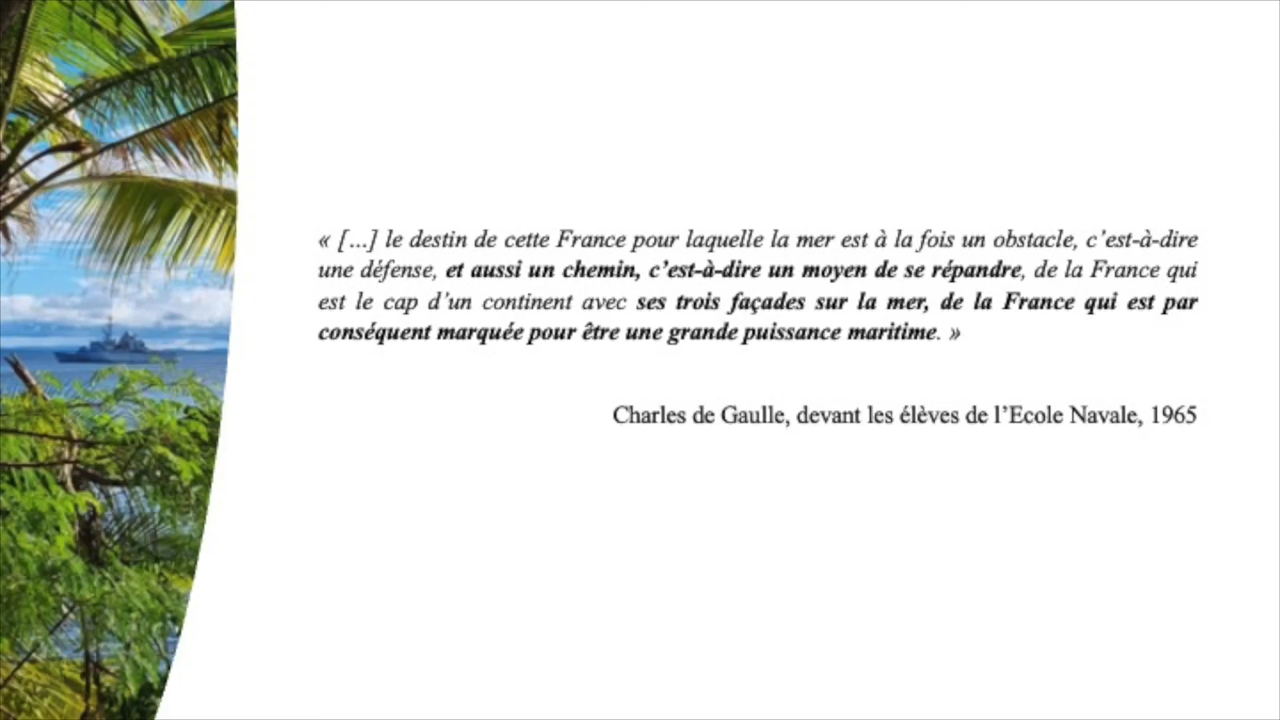 « [...] le destin de cette France pour laquelle la mer est à la fois un obstacle, c’est-à-dire
une défense, et aussi un chemin, c’est-à-dire un moyen de se répandre, de la France qui
est le cap d’un continent avec ses trois façades sur la mer, de la France qui est par
conséquent marquée pour être une grande puissance maritime. »
Charles de Gaulle, devant les élèves de l’Ecole Navale, 1965